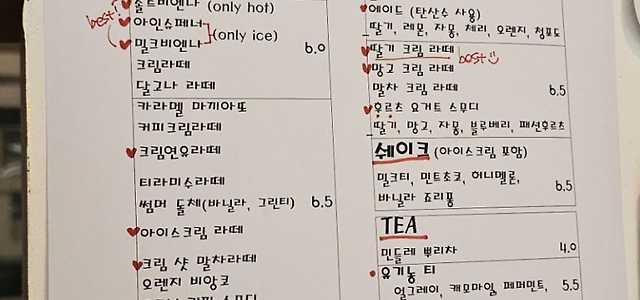 best!
♥솔트비엔나 (only hot)
♥아인슈페너
(only ice)
♥밀크비엔나 6.0
크림라떼
달고나 라떼
카라멜 마끼아또
커피크림라떼
♥크림연유라떼
티라미수라떼
썸머 돌체(바닐라, 그린티) 6.5
♥아이스크림 라떼
♥크림 샷 말차라떼
오렌지 비앙코
♥에이드 (탄산수 사용)
딸기, 레몬, 자몽, 체리, 오렌지, 청포도
♥딸기 크림 라떼 best
♥망고 크림 라떼
말차 크림 라떼 6.5
♥후르츠 요거트 스무디
딸기, 망고, 자몽, 블루베리, 패션후르츠
쉐이크 (아이스크림 포함)
밀크티, 민트초코, 허니멜론,
바닐라 죠리퐁 6.5
TEA
민들레 뿌리차 4.0
유기농 티
얼그레이, 캐모마일, 페퍼민트, 5.5